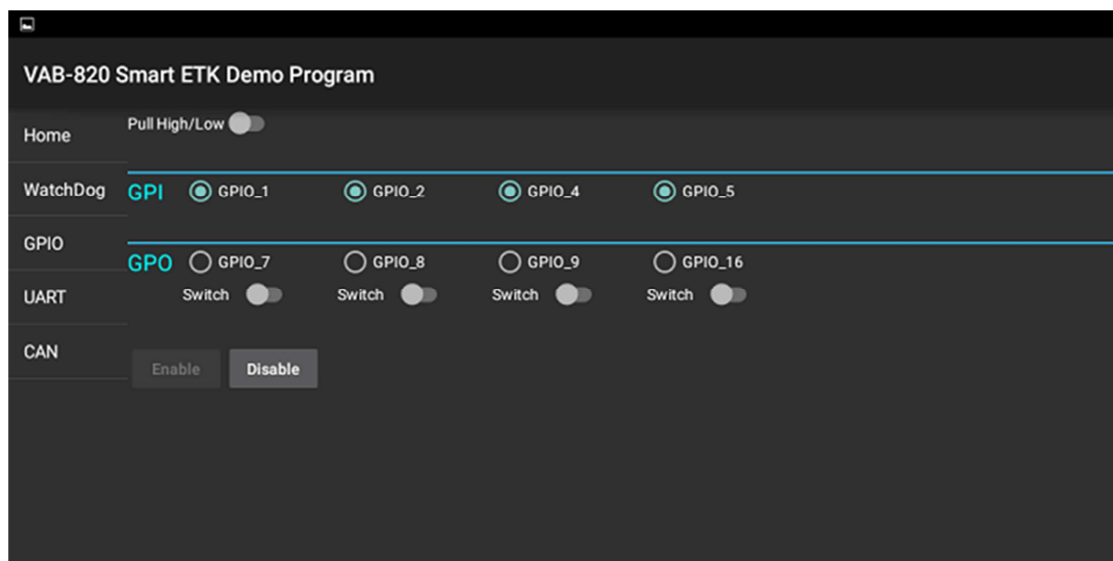 VAB-820 Smart ETK Demo Program
Home
WatchDog
GPIO
UART
CAN
Pull High/Low
GPI GPIO_1 GPIO_2 GPIO_4 GPIO_5
GPO GPIO_7 GPIO_8 GPIO_9 GPIO_16
Switch Switch Switch Switch
Enable Disable